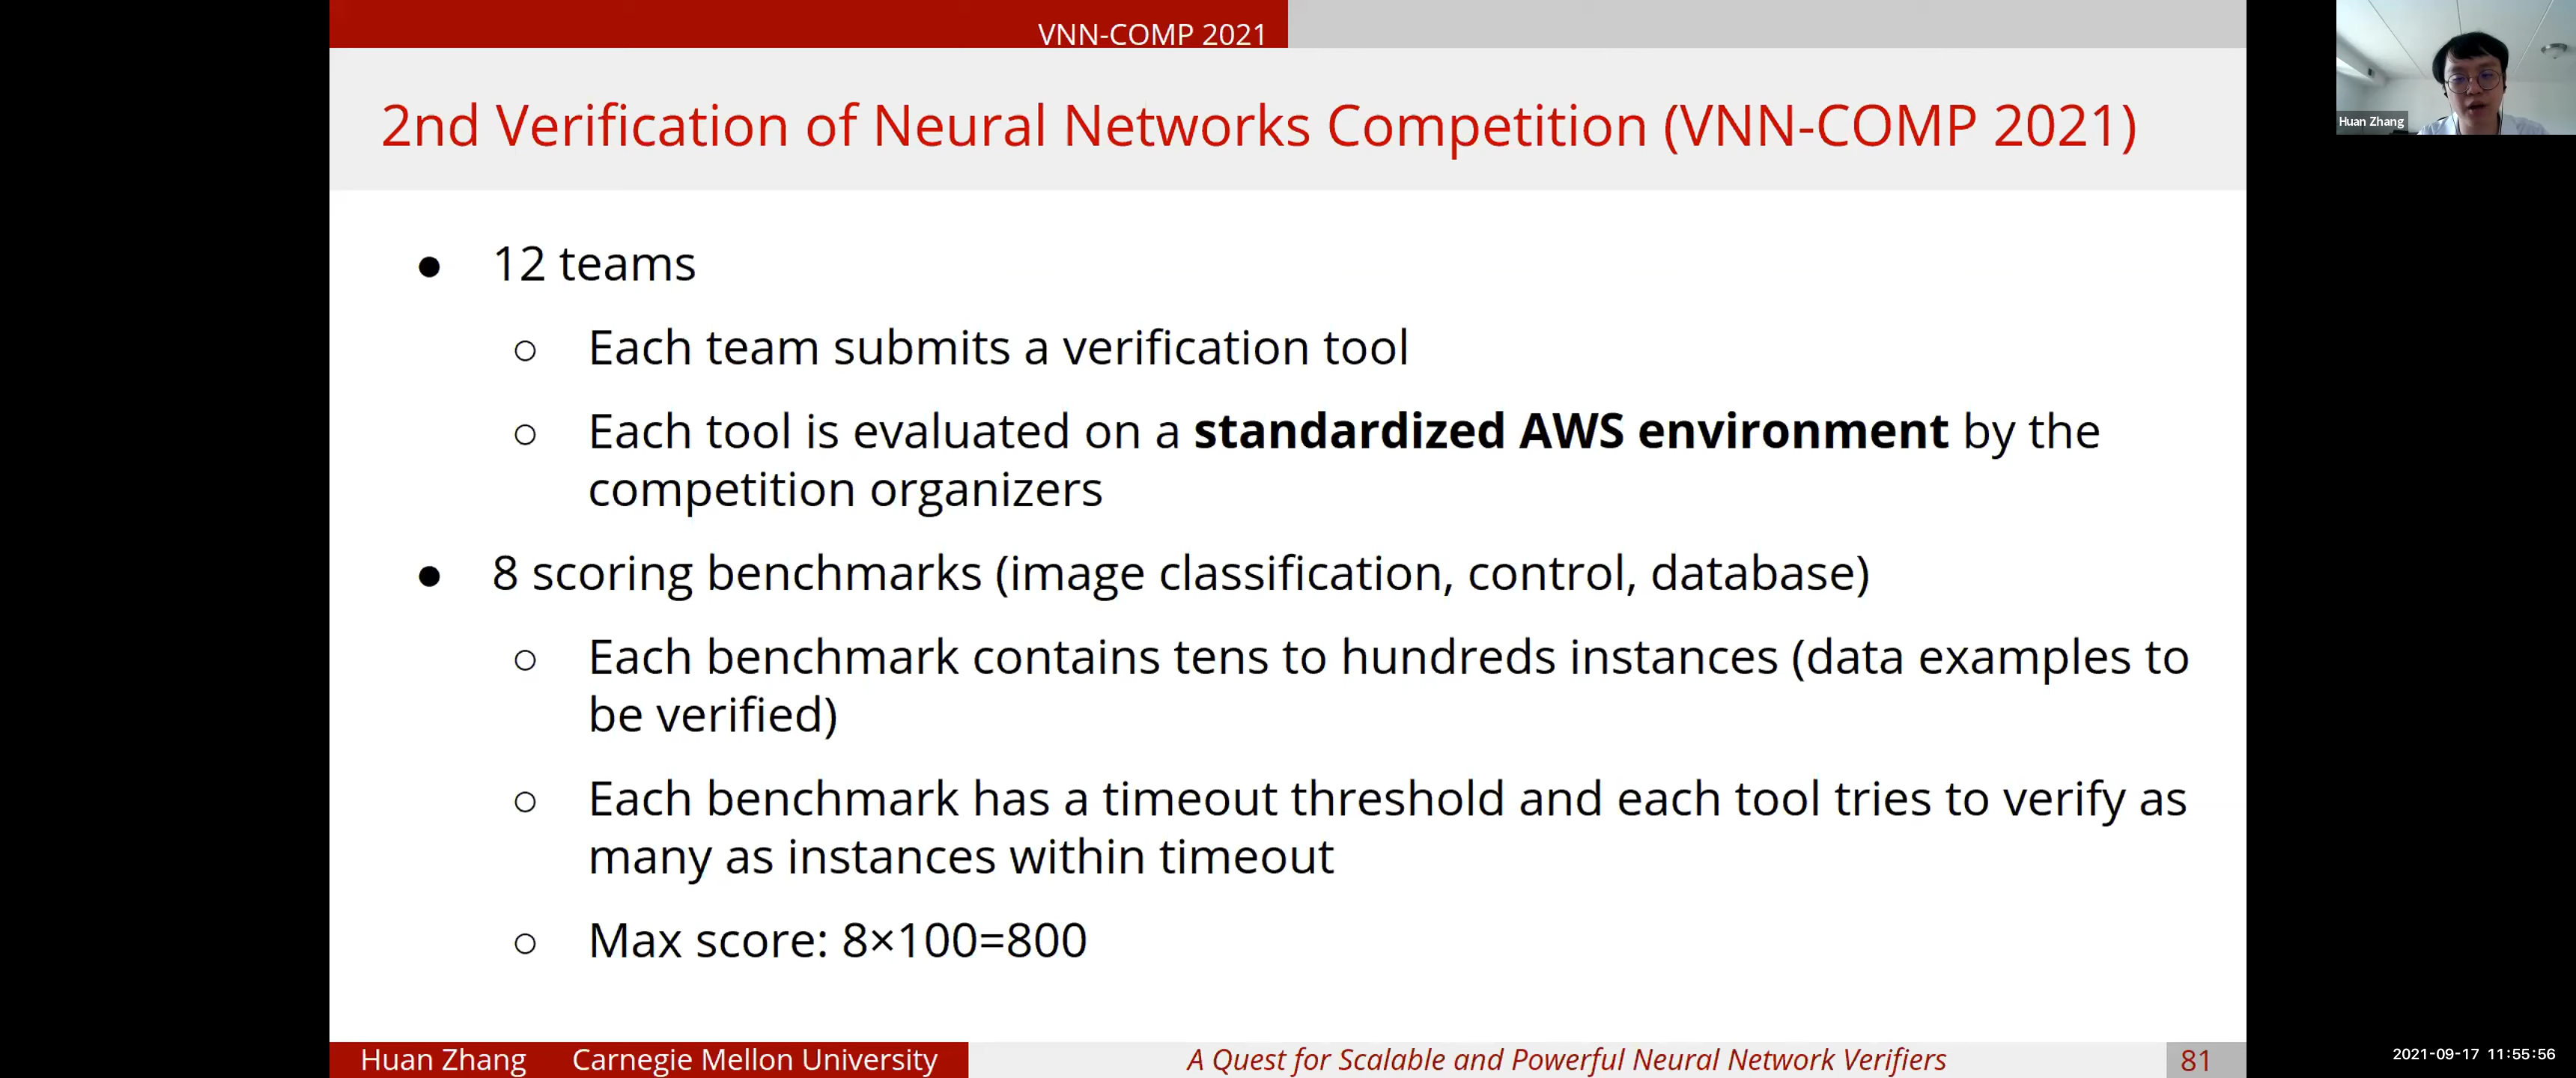 VNN-COMP 2021
2nd Verification of Neural Networks Competition (VNN-COMP 2021)
Huan Zhang
● 12 teams
○ Each team submits a verification tool
○ Each tool is evaluated on a standardized AWS environment by the
competition organizers
● 8 scoring benchmarks (image classification, control, database)
○ Each benchmark contains tens to hundreds instances (data examples to
be verified)
○ Each benchmark has a timeout threshold and each tool tries to verify as
many as instances within timeout
○ Max score: 8×100=800
Huan Zhang Carnegie Mellon University A Quest for Scalable and Powerful Neural Network Verifiers 81
2021-09-17 11:55:56